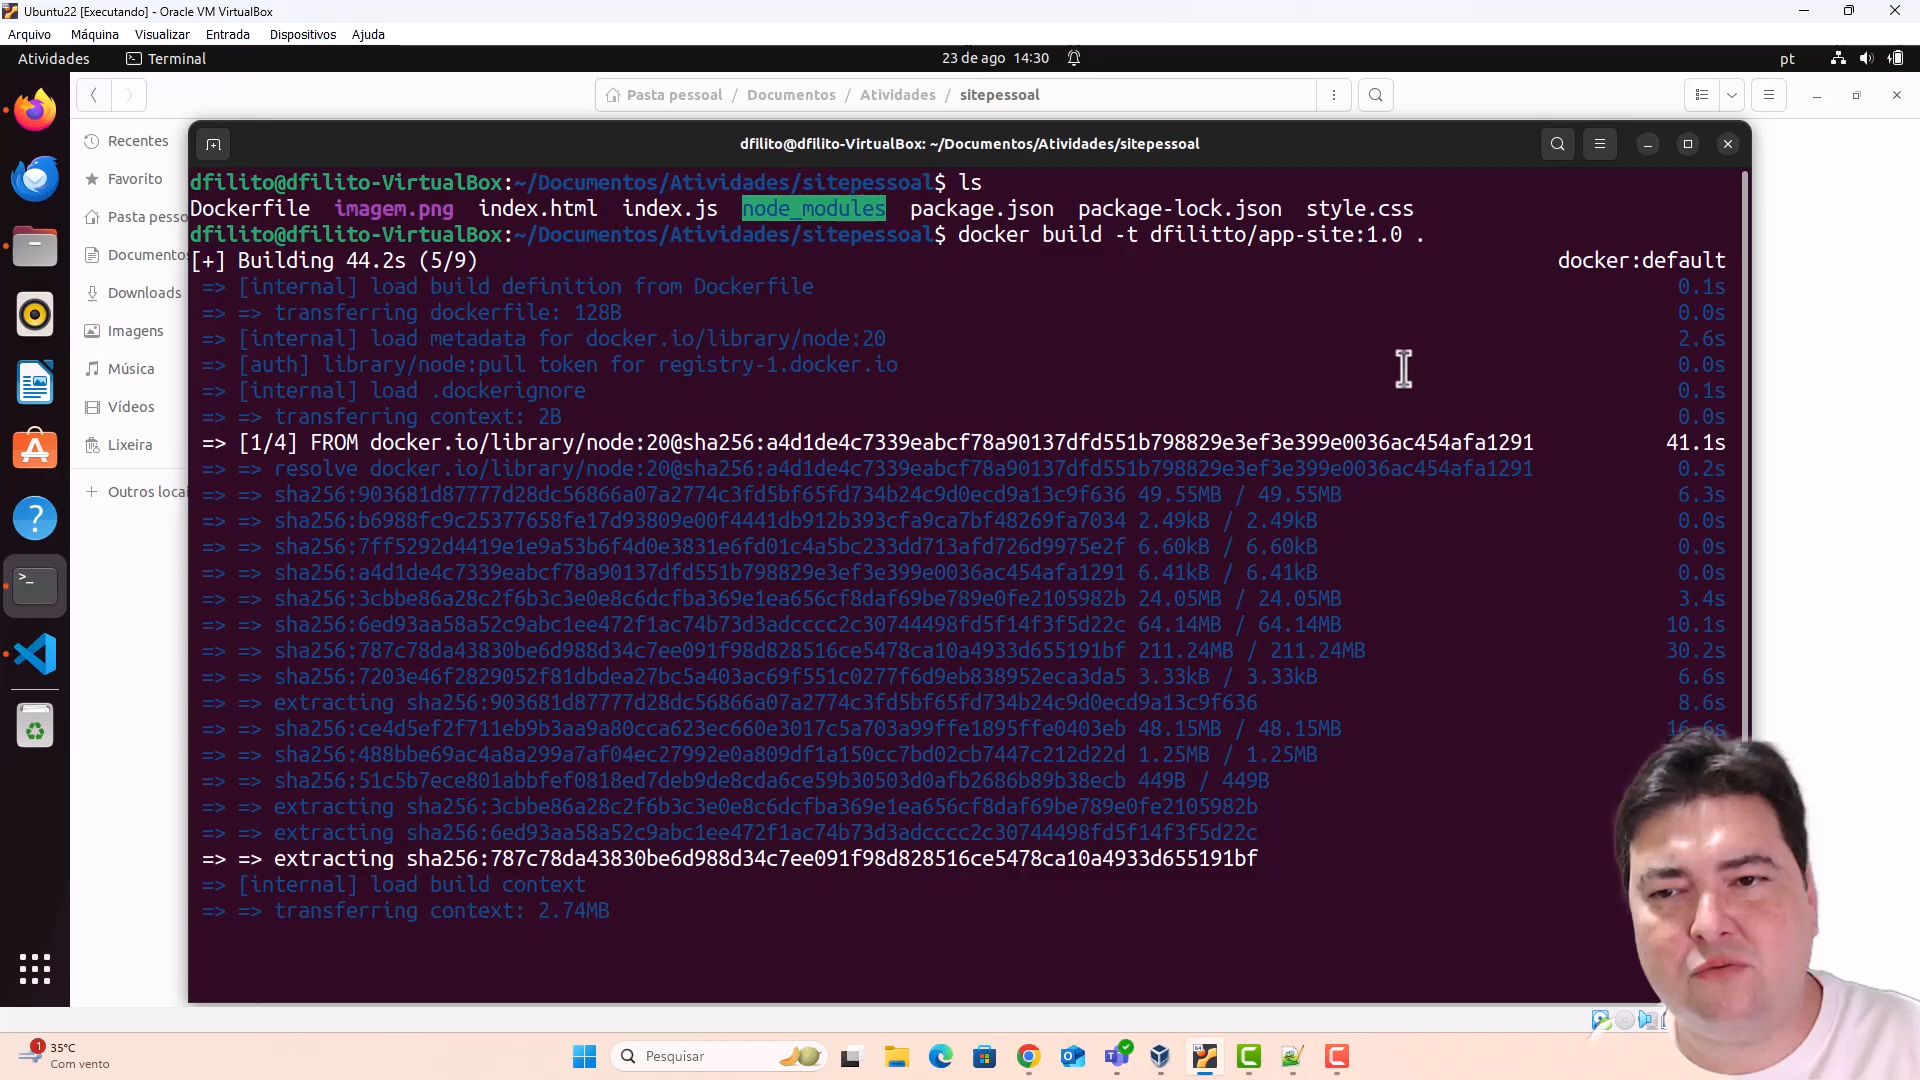 Ubuntu22 [Executando] - Oracle VM VirtualBox
Arquivo Máquina Visualizar Entrada Dispositivos Ajuda
Atividades Terminal 23 de ago 14:30 pt
Pasta pessoal / Documentos / Atividades / sitepessoal
Recentes
Favorito
Pasta pesso
Documento
Downloads
Imagens
Música
Vídeos
Lixeira
Outros locai
dfilito@dfilito-VirtualBox: ~/Documentos/Atividades/sitepessoal
dfilito@dfilito-VirtualBox:~/Documentos/Atividades/sitepessoal$ ls
Dockerfile imagem.png index.html index.js node_modules package.json package-lock.json style.css
dfilito@dfilito-VirtualBox:~/Documentos/Atividades/sitepessoal$ docker build -t dfilitto/app-site:1.0 .
[+] Building 44.2s (5/9) docker:default
=> [internal] load build definition from Dockerfile 0.1s
=> => transferring dockerfile: 128B 0.0s
=> [internal] load metadata for docker.io/library/node:20 2.6s
=> [auth] library/node:pull token for registry-1.docker.io 0.0s
=> [internal] load .dockerignore 0.1s
=> => transferring context: 2B 0.0s
=> [1/4] FROM docker.io/library/node:20@sha256:a4d1de4c7339eabcf78a90137dfd551b798829e3ef3e399e0036ac454afa1291 41.1s
=> => resolve docker.io/library/node:20@sha256:a4d1de4c7339eabcf78a90137dfd551b798829e3ef3e399e0036ac454afa1291 0.2s
=> => sha256:903681d87777d28dc56866a07a2774c3fd5bf65fd734b24c9d0ecd9a13c9f636 49.55MB / 49.55MB 6.3s
=> => sha256:b6988fc9c25377658fe17d93809e00f4441db912b393cfa9ca7bf48269fa7034 2.49kB / 2.49kB 0.0s
=> => sha256:7ff5292d4419e1e9a53b6f4d0e3831e6fd01c4a5bc233dd713afd726d9975e2f 6.60kB / 6.60kB 0.0s
=> => sha256:a4d1de4c7339eabcf78a90137dfd551b798829e3ef3e399e0036ac454afa1291 6.41kB / 6.41kB 0.0s
=> => sha256:3cbbe86a28c2f6b3c3e0e8c6dcfba369e1ea656cf8daf69be789e0fe2105982b 24.05MB / 24.05MB 3.4s
=> => sha256:6ed93aa58a52c9abc1ee472f1ac74b73d3adcccc2c30744498fd5f14f3f5d22c 64.14MB / 64.14MB 10.1s
=> => sha256:787c78da43830be6d988d34c7ee091f98d828516ce5478ca10a4933d655191bf 211.24MB / 211.24MB 30.2s
=> => sha256:7203e46f2829052f81dbdea27bc5a403ac69f551c0277f6d9eb838952eca3da5 3.33kB / 3.33kB 6.6s
=> => extracting sha256:903681d87777d28dc56866a07a2774c3fd5bf65fd734b24c9d0ecd9a13c9f636 8.6s
=> => sha256:ce4d5ef2f711eb9b3aa9a80cca623ec660e3017c5a703a99ffe1895ffe0403eb 48.15MB / 48.15MB 16.6s
=> => sha256:488bbe69ac4a8a299a7af04ec27992e0a809df1a150cc7bd02cb7447c212d22d 1.25MB / 1.25MB
=> => sha256:51c5b7ece801abbfef0818ed7deb9de8cda6ce59b30503d0afb2686b89b38ecb 449B / 449B
=> => extracting sha256:3cbbe86a28c2f6b3c3e0e8c6dcfba369e1ea656cf8daf69be789e0fe2105982b
=> => extracting sha256:6ed93aa58a52c9abc1ee472f1ac74b73d3adcccc2c30744498fd5f14f3f5d22c
=> => extracting sha256:787c78da43830be6d988d34c7ee091f98d828516ce5478ca10a4933d655191bf
=> [internal] load build context
=> => transferring context: 2.74MB
1
35°C
Com vento
Pesquisar